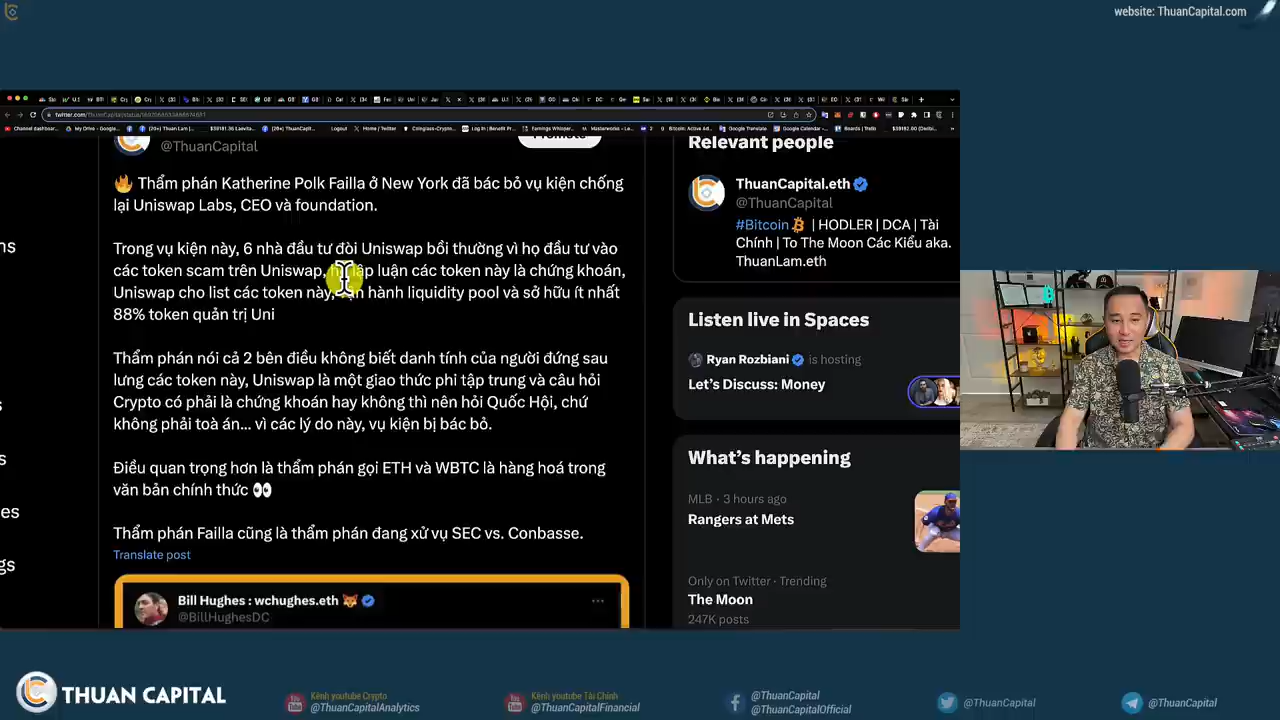 website: ThuanCapital.com
@ThuanCapital
Promote
🔥 Thẩm phán Katherine Polk Failla ở New York đã bác bỏ vụ kiện chống
lại Uniswap Labs, CEO và foundation.
Trong vụ kiện này, 6 nhà đầu tư đòi Uniswap bồi thường vì họ đầu tư vào
các token scam trên Uniswap, lập luận các token này là chứng khoán,
Uniswap cho list các token này, hành liquidity pool và sở hữu ít nhất
88% token quản trị Uni
Thẩm phán nói cả 2 bên điều không biết danh tính của người đứng sau
lưng các token này, Uniswap là một giao thức phi tập trung và câu hỏi
Crypto có phải là chứng khoán hay không thì nên hỏi Quốc Hội, chứ
không phải toà án... vì các lý do này, vụ kiện bị bác bỏ.
Điều quan trọng hơn là thẩm phán gọi ETH và WBTC là hàng hoá trong
văn bản chính thức 👀
Thẩm phán Failla cũng là thẩm phán đang xử vụ SEC vs. Conbasse.
Translate post
Bill Hughes : wchughes.eth 🦊
@BillHughesDC
Relevant people
ThuanCapital.eth
@ThuanCapital
#Bitcoin | HODLER | DCA | Tài
Chính | To The Moon Các Kiểu aka.
ThuanLam.eth
Listen live in Spaces
Ryan Rozbiani is hosting
Let's Discuss: Money
What's happening
MLB · 3 hours ago
Rangers at Mets
Only on Twitter · Trending
The Moon
247K posts
THUAN CAPITAL
Kênh youtube Crypto
@ThuanCapitalAnalytics
Kênh youtube Tài Chính
@ThuanCapitalFinancial
@ThuanCapital
@ThuanCapitalOfficial
@ThuanCapital
@ThuanCapital